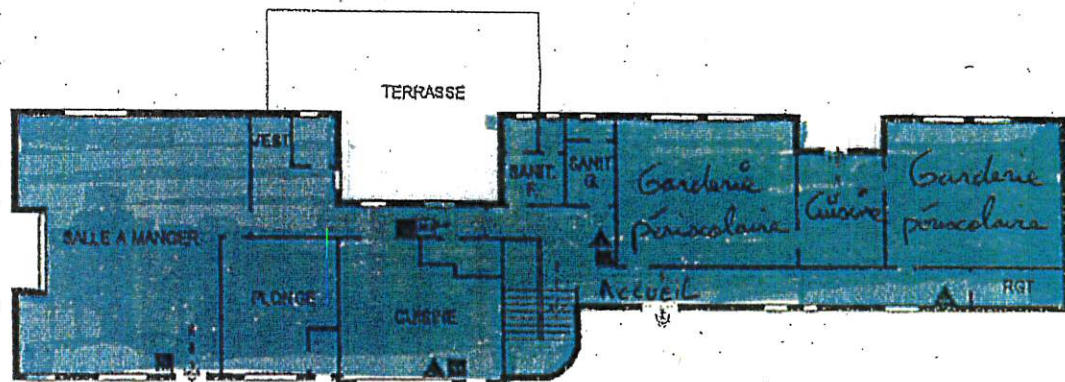 TERRASSE
VEST
SANIT.
F.
SANIT
G.
Garderie
périscolaire
Cuisine
Garderie
périscolaire
SALLE A MANGER
PLONGE
CUISINE
Accueil
RGT